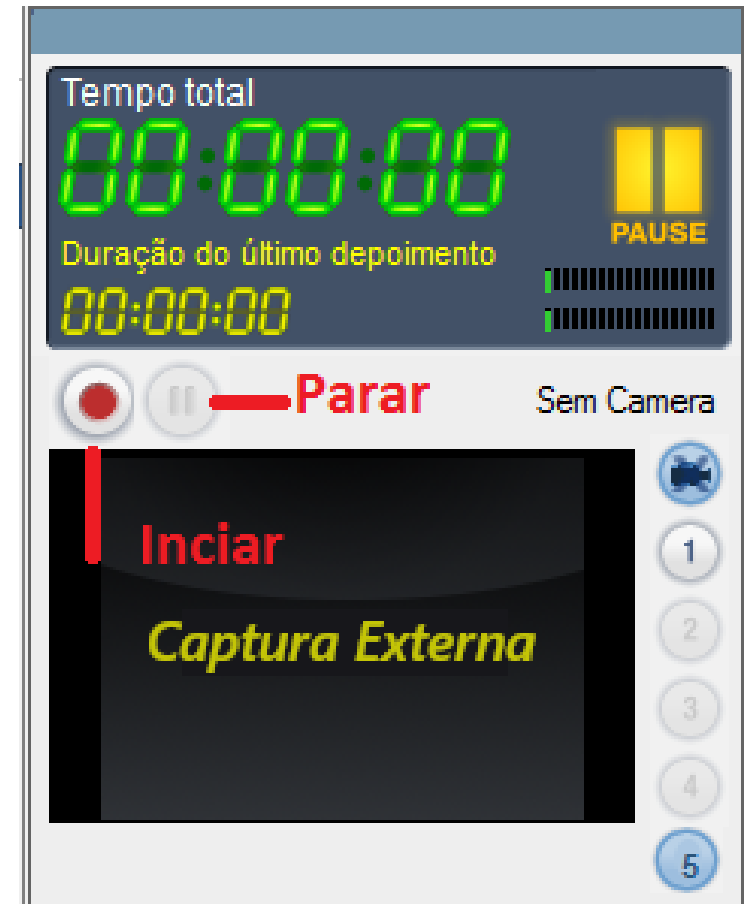 Tempo total
00:00:00
PAUSE
Duração do último depoimento
00:00:00
Parar
Sem Camera
Inciar
1
Captura Externa
2
3
4
5